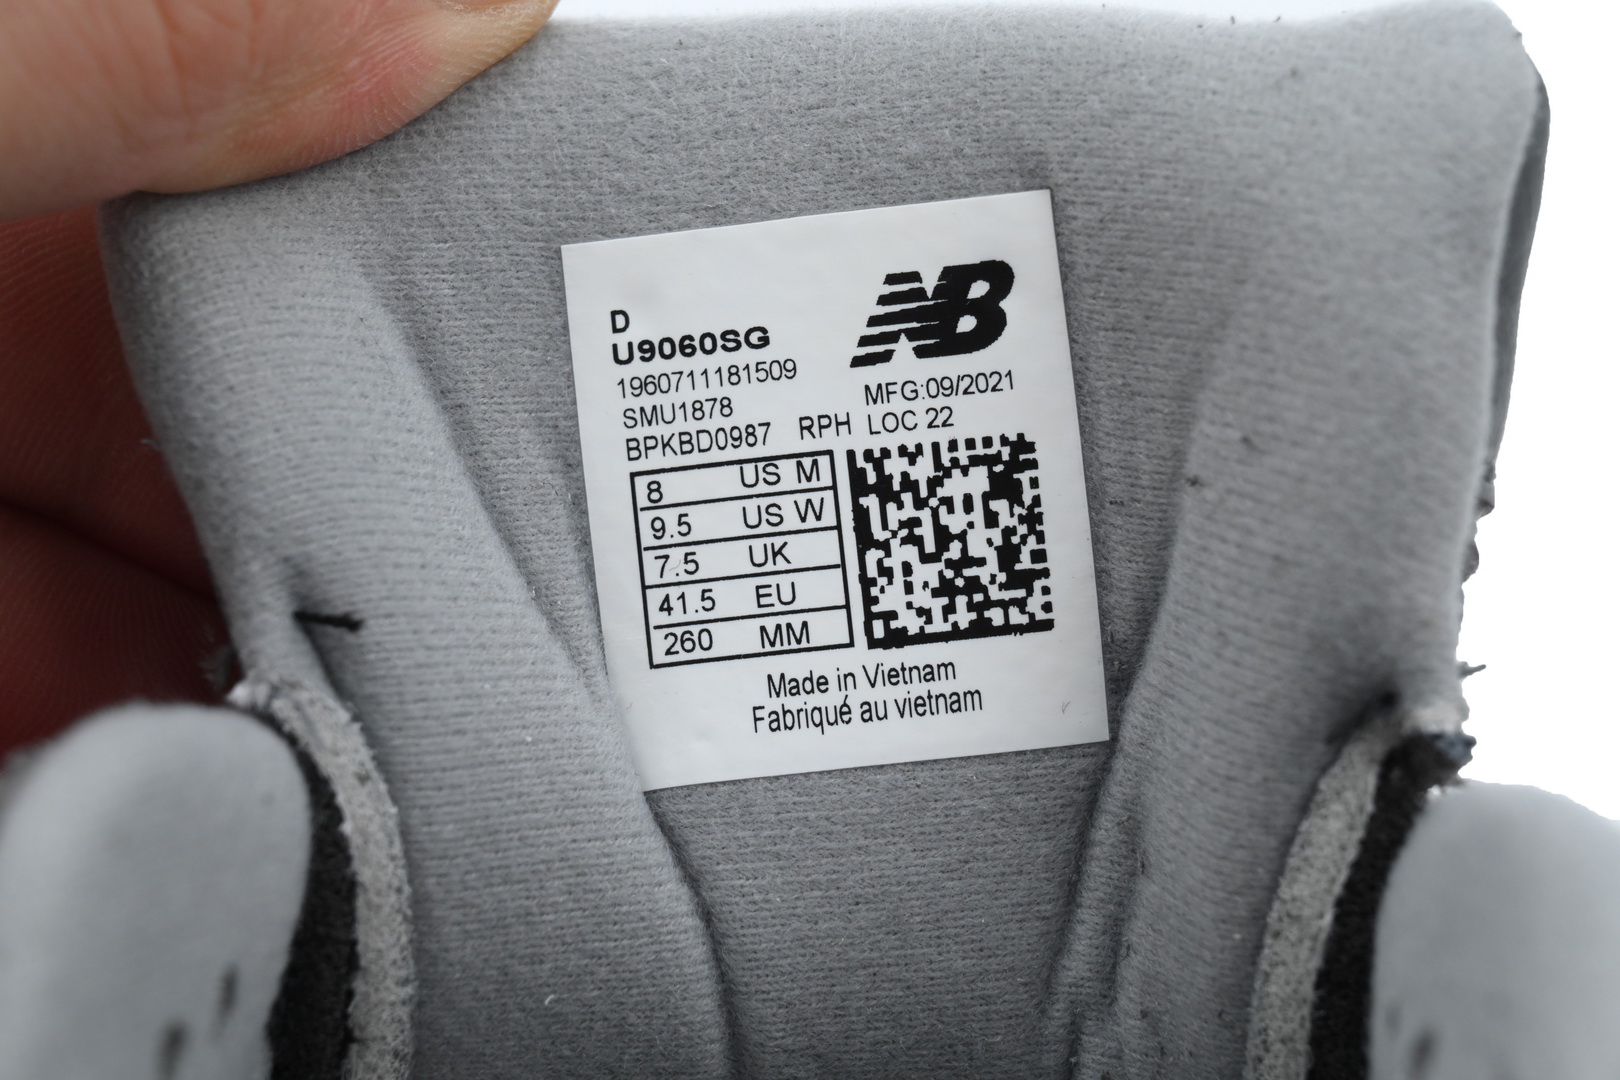 NB
D
U9060SG
1960711181509
MFG:09/2021
SMU1878
BPKBD0987 RPH LOC 22
8 US M
9.5 US W
7.5 UK
41.5 EU
260 MM
Made in Vietnam
Fabriqué au vietnam